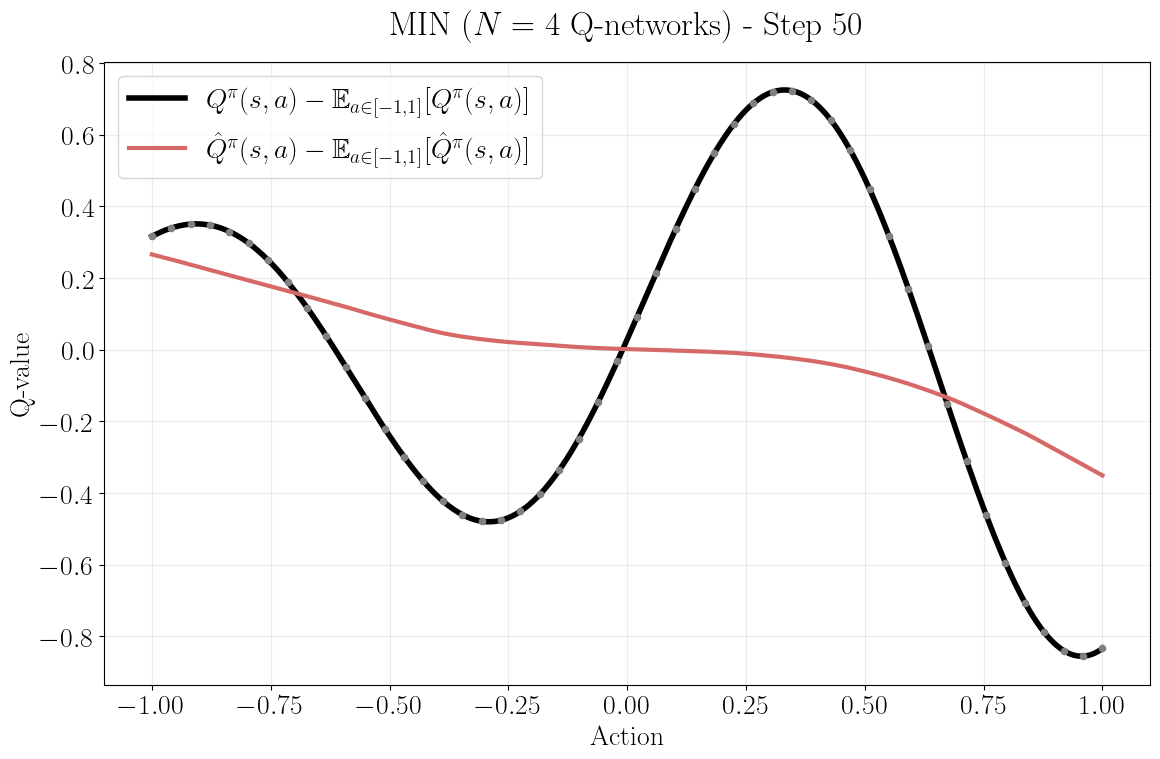 MIN (N = 4 Q-networks) - Step 50
Q^π(s, a) − 𝔼_{a∈[−1,1]}[Q^π(s, a)]
Q̂^π(s, a) − 𝔼_{a∈[−1,1]}[Q̂^π(s, a)]
Q-value
0.8
0.6
0.4
0.2
0.0
−0.2
−0.4
−0.6
−0.8
−1.00 −0.75 −0.50 −0.25 0.00 0.25 0.50 0.75 1.00
Action